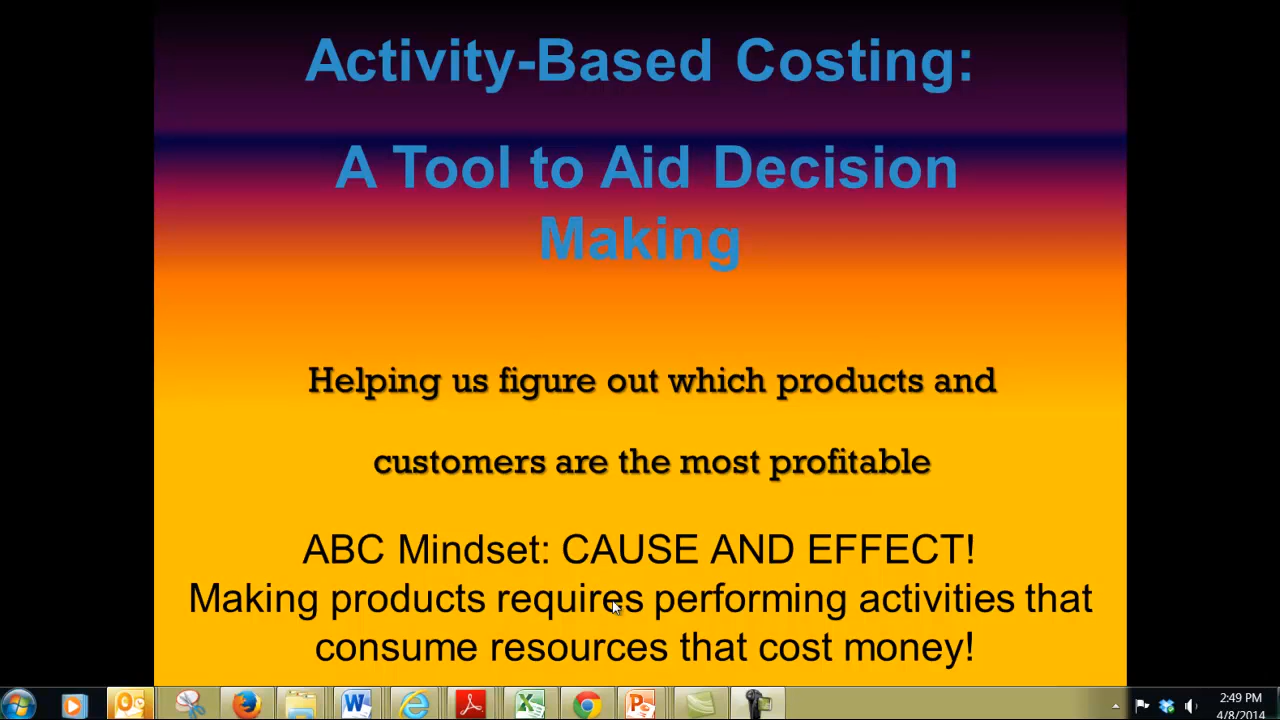 Activity-Based Costing:
A Tool to Aid Decision
Making
Helping us figure out which products and
customers are the most profitable
ABC Mindset: CAUSE AND EFFECT!
Making products requires performing activities that
consume resources that cost money!
2:49 PM
4/8/2014